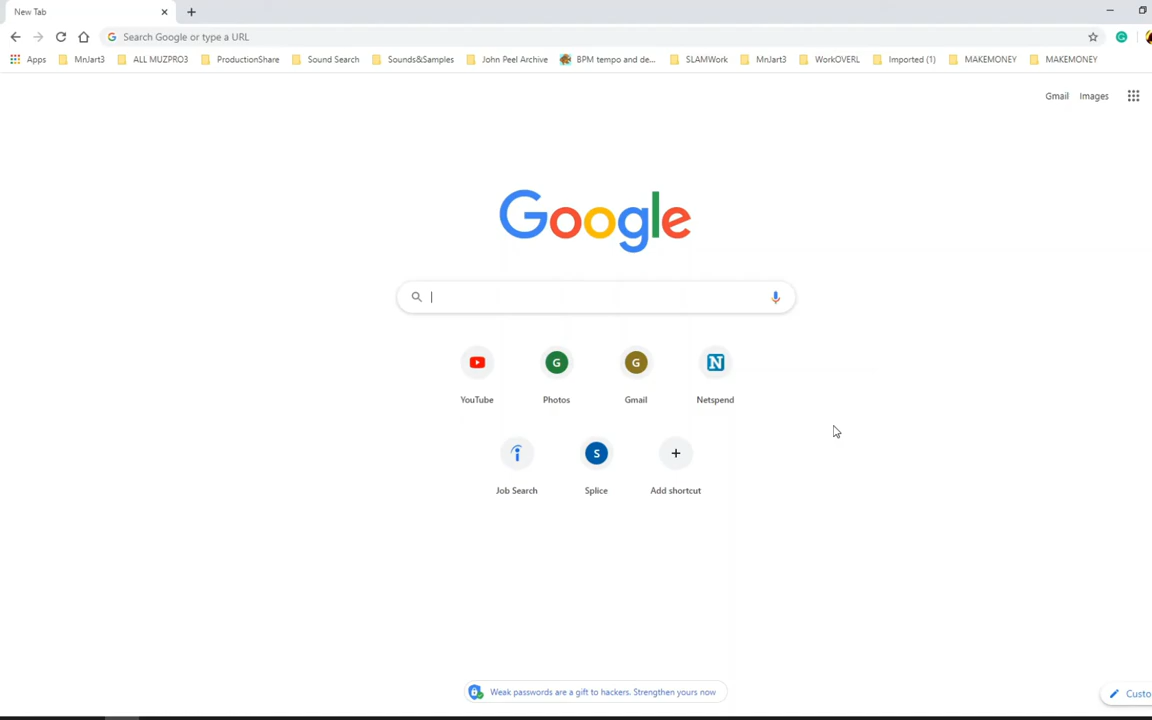 New Tab
Search Google or type a URL
Apps MnJart3 ALL MUZPRO3 ProductionShare Sound Search Sounds&Samples John Peel Archive BPM tempo and de... SLAMWork MnJart3 WorkOVERL Imported (1) MAKEMONEY MAKEMONEY
Gmail Images
Google
G G N
YouTube Photos Gmail Netspend
S
Job Search Splice Add shortcut
Weak passwords are a gift to hackers. Strengthen yours now
Custo